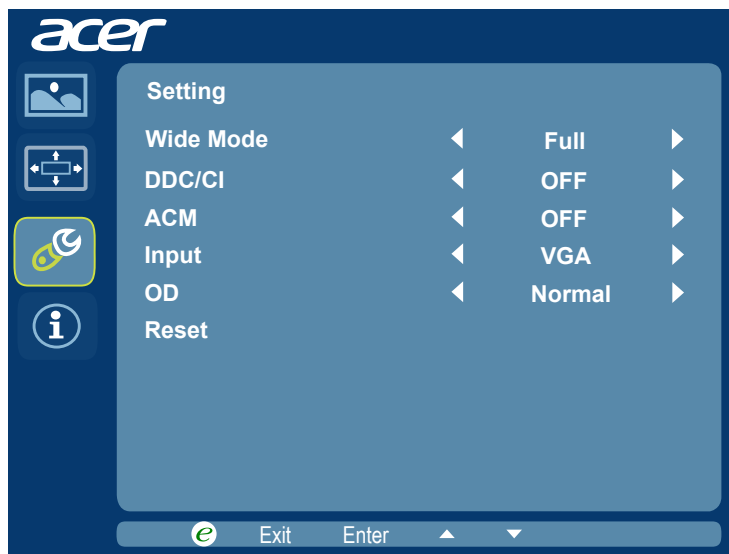 acer
Setting
Wide Mode Full
DDC/CI OFF
ACM OFF
Input VGA
OD Normal
Reset
e Exit Enter